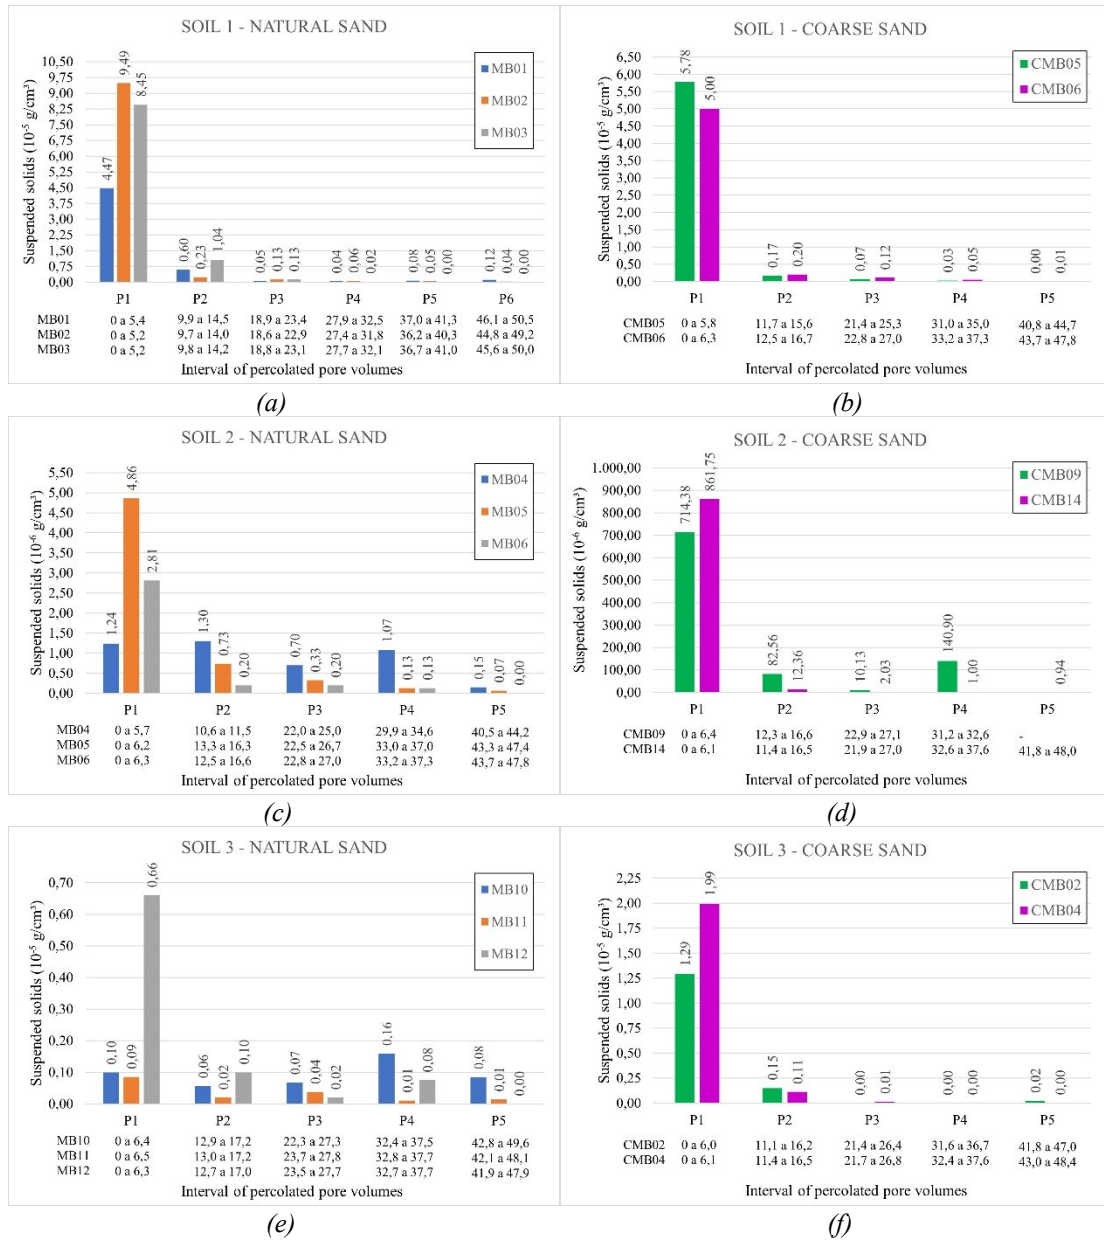 SOIL 1 - NATURAL SAND
Suspended solids (10⁻⁵ g/cm³)
10,50
9,75
9,00
8,25
7,50
6,75
6,00
5,25
4,50
3,75
3,00
2,25
1,50
0,75
0,00
4,47 9,49 8,45
0,60 0,23 1,04
0,05 0,13 0,13
0,04 0,06 0,02
0,08 0,05 0,00
0,12 0,04 0,00
MB01
MB02
MB03
P1 P2 P3 P4 P5 P6
MB01 0 a 5,4 9,9 a 14,5 18,9 a 23,4 27,9 a 32,5 37,0 a 41,3 46,1 a 50,5
MB02 0 a 5,2 9,7 a 14,0 18,6 a 22,9 27,4 a 31,8 36,2 a 40,3 44,8 a 49,2
MB03 0 a 5,2 9,8 a 14,2 18,8 a 23,1 27,7 a 32,1 36,7 a 41,0 45,6 a 50,0
Interval of percolated pore volumes
(a)
SOIL 1 - COARSE SAND
Suspended solids (10⁻⁵ g/cm³)
6,50
6,00
5,50
5,00
4,50
4,00
3,50
3,00
2,50
2,00
1,50
1,00
0,50
0,00
5,78 5,00
0,17 0,20
0,07 0,12
0,03 0,05
0,00 0,01
CMB05
CMB06
P1 P2 P3 P4 P5
CMB05 0 a 5,8 11,7 a 15,6 21,4 a 25,3 31,0 a 35,0 40,8 a 44,7
CMB06 0 a 6,3 12,5 a 16,7 22,8 a 27,0 33,2 a 37,3 43,7 a 47,8
Interval of percolated pore volumes
(b)
SOIL 2 - NATURAL SAND
Suspended solids (10⁻⁶ g/cm³)
5,50
5,00
4,50
4,00
3,50
3,00
2,50
2,00
1,50
1,00
0,50
0,00
1,24 4,86 2,81
1,30 0,73 0,20
0,70 0,33 0,20
1,07 0,13 0,13
0,15 0,07 0,00
MB04
MB05
MB06
P1 P2 P3 P4 P5
MB04 0 a 5,7 10,6 a 11,5 22,0 a 25,0 29,9 a 34,6 40,5 a 44,2
MB05 0 a 6,2 13,3 a 16,3 22,5 a 26,7 33,0 a 37,0 43,3 a 47,4
MB06 0 a 6,3 12,5 a 16,6 22,8 a 27,0 33,2 a 37,3 43,7 a 47,8
Interval of percolated pore volumes
(c)
SOIL 2 - COARSE SAND
Suspended solids (10⁻⁶ g/cm³)
1.000,00
900,00
800,00
700,00
600,00
500,00
400,00
300,00
200,00
100,00
0,00
714,38 861,75
82,56 12,36
10,13 2,03
140,90 1,00
0,94
CMB09
CMB14
P1 P2 P3 P4 P5
CMB09 0 a 6,4 12,3 a 16,6 22,9 a 27,1 31,2 a 32,6 -
CMB14 0 a 6,1 11,4 a 16,5 21,9 a 27,0 32,6 a 37,6 41,8 a 48,0
Interval of percolated pore volumes
(d)
SOIL 3 - NATURAL SAND
Suspended solids (10⁻⁵ g/cm³)
0,70
0,60
0,50
0,40
0,30
0,20
0,10
0,00
0,10 0,09 0,66
0,06 0,02 0,10
0,07 0,04 0,02
0,16 0,01 0,08
0,08 0,01 0,00
MB10
MB11
MB12
P1 P2 P3 P4 P5
MB10 0 a 6,4 12,9 a 17,2 22,3 a 27,3 32,4 a 37,5 42,8 a 49,6
MB11 0 a 6,5 13,0 a 17,2 23,7 a 27,8 32,8 a 37,7 42,1 a 48,1
MB12 0 a 6,3 12,7 a 17,0 23,5 a 27,7 32,7 a 37,7 41,9 a 47,9
Interval of percolated pore volumes
(e)
SOIL 3 - COARSE SAND
Suspended solids (10⁻⁵ g/cm³)
2,25
2,00
1,75
1,50
1,25
1,00
0,75
0,50
0,25
0,00
1,29 1,99
0,15 0,11
0,00 0,01
0,00 0,00
0,02 0,00
CMB02
CMB04
P1 P2 P3 P4 P5
CMB02 0 a 6,0 11,1 a 16,2 21,4 a 26,4 31,6 a 36,7 41,8 a 47,0
CMB04 0 a 6,1 11,4 a 16,5 21,7 a 26,8 32,4 a 37,6 43,0 a 48,4
Interval of percolated pore volumes
(f)